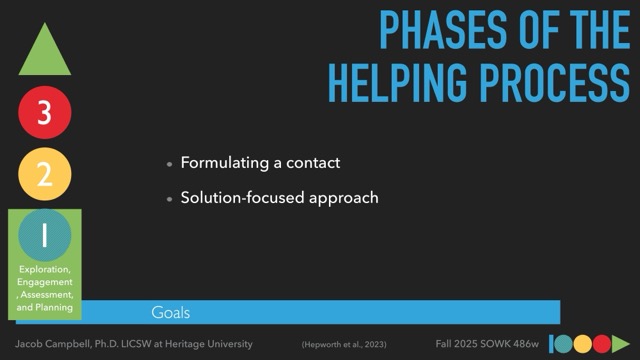 PHASES OF THE
HELPING PROCESS
3
2
1
Exploration,
Engagement
, Assessment,
and Planning
• Formulating a contact
• Solution-focused approach
Goals
Jacob Campbell, Ph.D. LICSW at Heritage University
(Hepworth et al., 2023)
Fall 2025 SOWK 486w